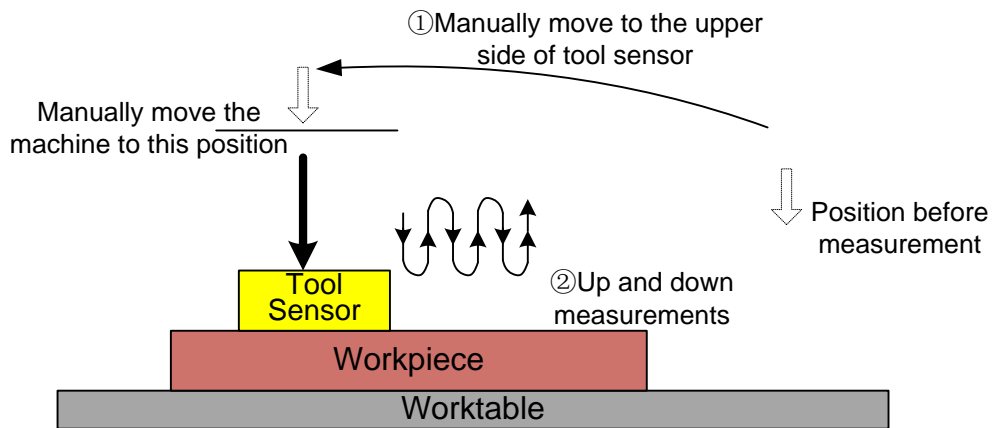 ①Manually move to the upper
side of tool sensor
Manually move the
machine to this position
Position before
measurement
Tool
Sensor
②Up and down
measurements
Workpiece
Worktable